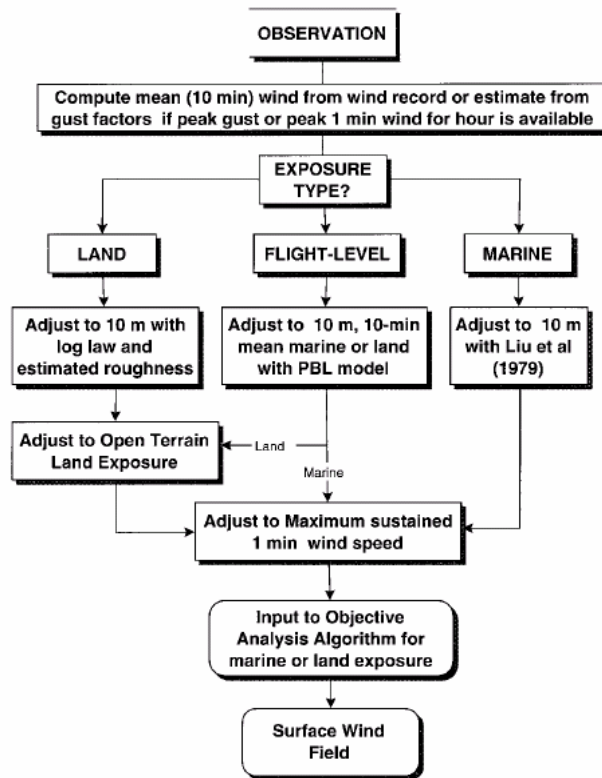 OBSERVATION
Compute mean (10 min) wind from wind record or estimate from
gust factors if peak gust or peak 1 min wind for hour is available
EXPOSURE
TYPE?
LAND
FLIGHT-LEVEL
MARINE
Adjust to 10 m with
log law and
estimated roughness
Adjust to 10 m, 10-min
mean marine or land
with PBL model
Adjust to 10 m
with Liu et al
(1979)
Adjust to Open Terrain
Land Exposure
Land
Marine
Adjust to Maximum sustained
1 min wind speed
Input to Objective
Analysis Algorithm for
marine or land exposure
Surface Wind
Field